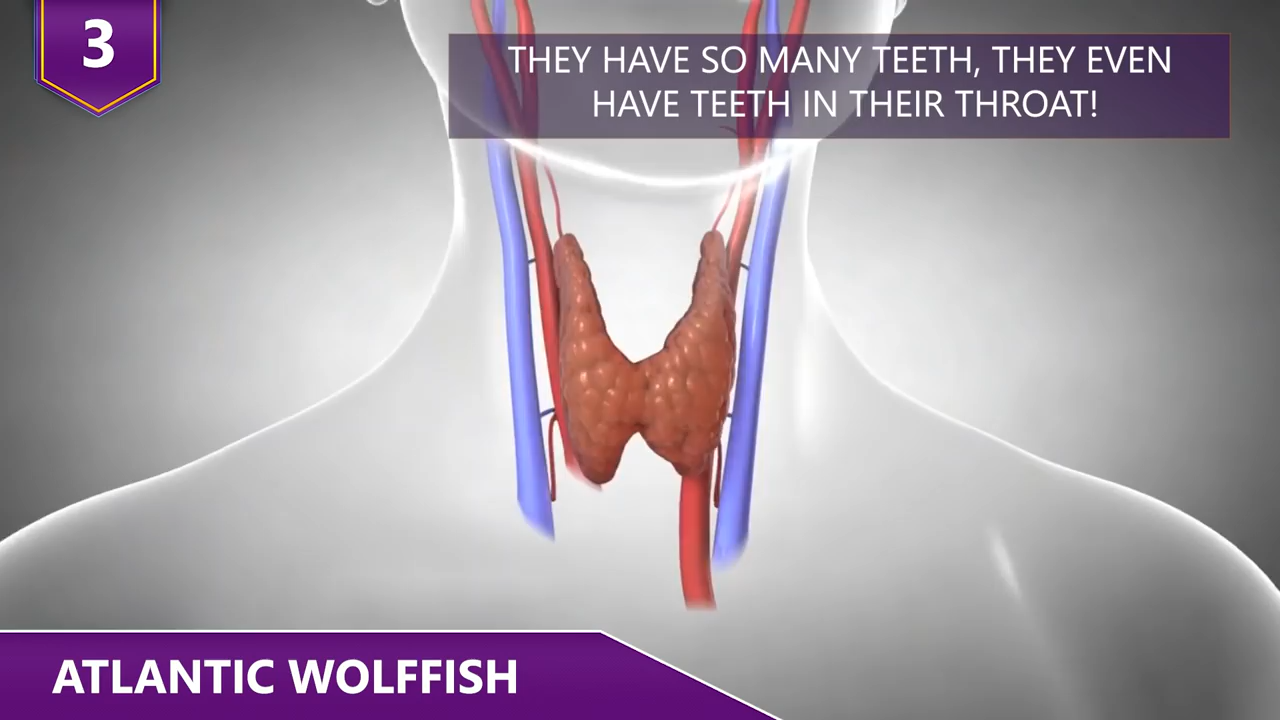 3
THEY HAVE SO MANY TEETH, THEY EVEN
HAVE TEETH IN THEIR THROAT!
ATLANTIC WOLFFISH